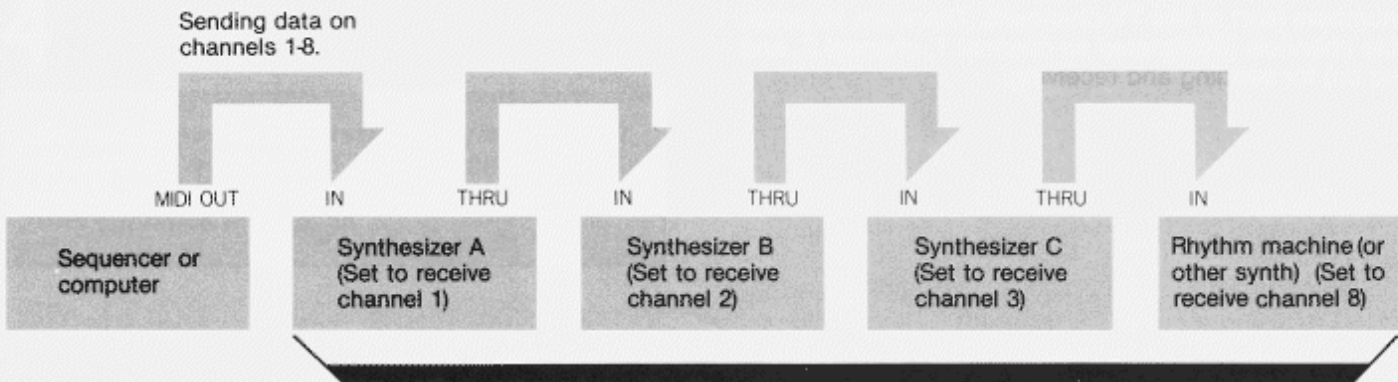 Sending data on
channels 1-8.
MIDI OUT
IN
THRU
IN
THRU
IN
THRU
IN
Sequencer or
computer
Synthesizer A
(Set to receive
channel 1)
Synthesizer B
(Set to receive
channel 2)
Synthesizer C
(Set to receive
channel 3)
Rhythm machine (or
other synth) (Set to
receive channel 8)